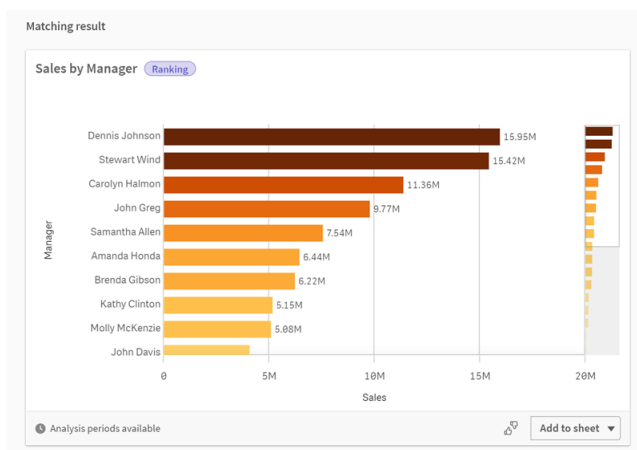 Matching result
Sales by Manager Ranking
Dennis Johnson 15.95M
Stewart Wind 15.42M
Carolyn Halmon 11.36M
John Greg 9.77M
Samantha Allen 7.54M
Amanda Honda 6.44M
Brenda Gibson 6.22M
Kathy Clinton 5.15M
Molly McKenzie 5.08M
John Davis
Manager
0 5M 10M 15M 20M
Sales
Analysis periods available Add to sheet